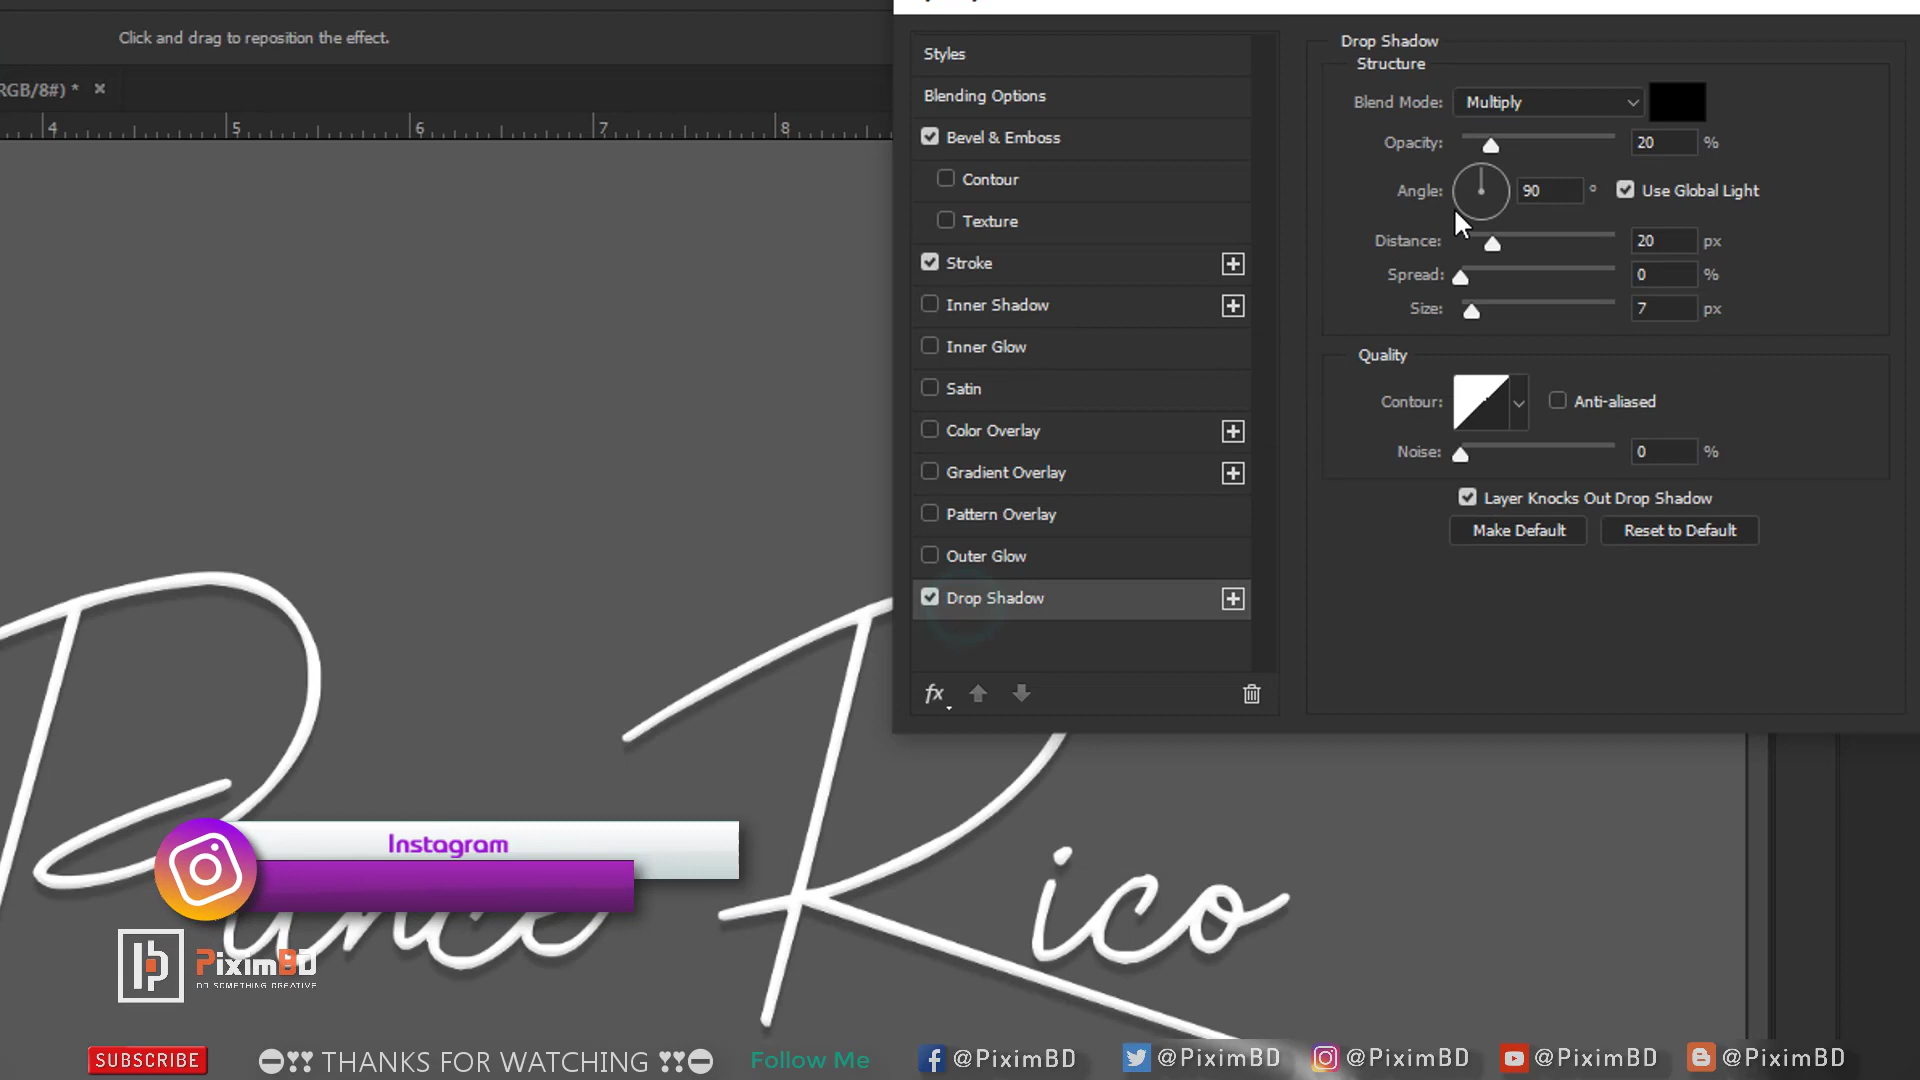 Click and drag to reposition the effect.
RGB/8#) * ×
4 5 6 7 8
Styles
Blending Options
Bevel & Emboss
Contour
Texture
Stroke
Inner Shadow
Inner Glow
Satin
Color Overlay
Gradient Overlay
Pattern Overlay
Outer Glow
Drop Shadow
fx
Drop Shadow
Structure
Blend Mode: Multiply
Opacity: 20 %
Angle: 90 ° Use Global Light
Distance: 20 px
Spread: 0 %
Size: 7 px
Quality
Contour: Anti-aliased
Noise: 0 %
Layer Knocks Out Drop Shadow
Make Default Reset to Default
Rico
Instagram
PiximBD
DO SOMETHING CREATIVE
SUBSCRIBE THANKS FOR WATCHING Follow Me @PiximBD @PiximBD @PiximBD @PiximBD @PiximBD